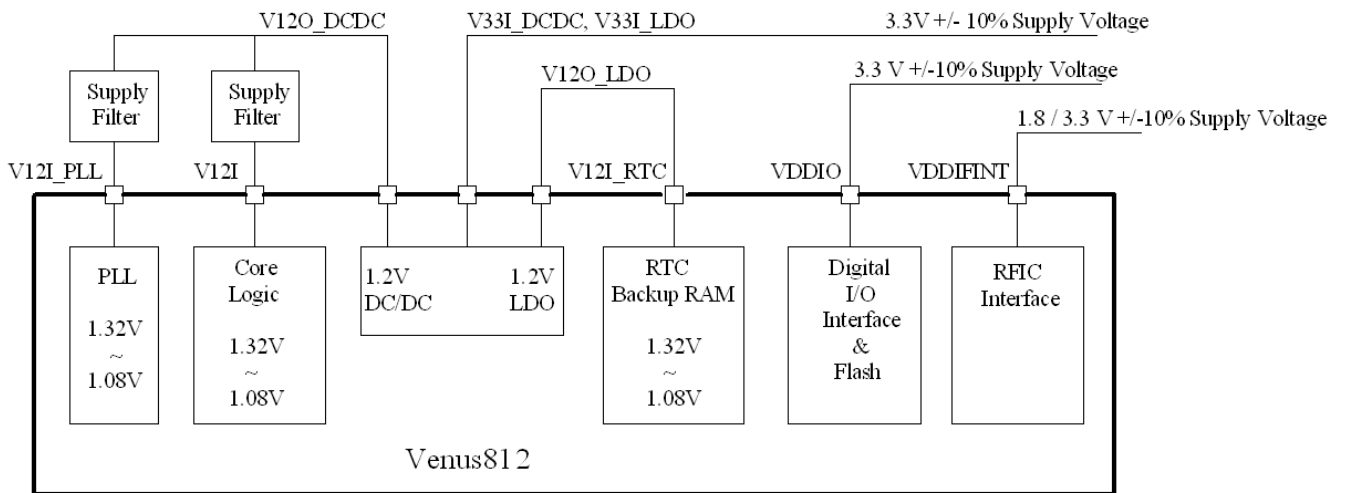 V12O_DCDC
V33I_DCDC, V33I_LDO
3.3V +/- 10% Supply Voltage
V12O_LDO
3.3 V +/-10% Supply Voltage
1.8 / 3.3 V +/-10% Supply Voltage
Supply
Filter
Supply
Filter
V12I_PLL
V12I
V12I_RTC
VDDIO
VDDIFINT
PLL
1.32V
~
1.08V
Core
Logic
1.32V
~
1.08V
1.2V
DC/DC
1.2V
LDO
RTC
Backup RAM
1.32V
~
1.08V
Digital
I/O
Interface
&
Flash
RFIC
Interface
Venus812